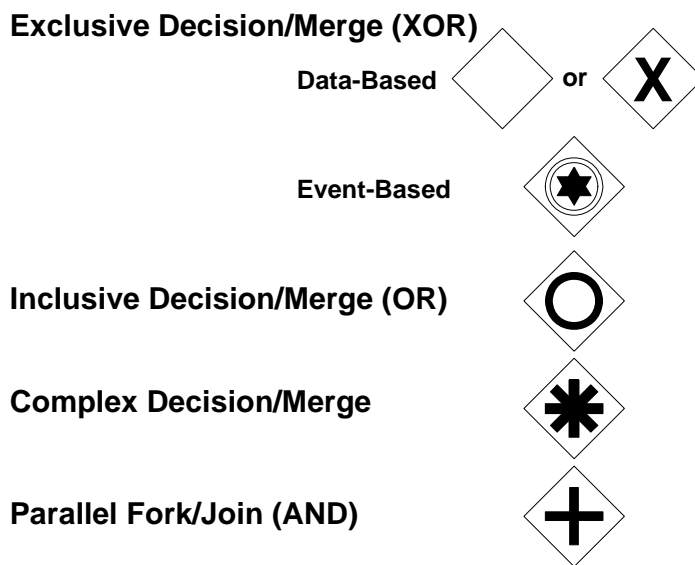 Exclusive Decision/Merge (XOR)
Data-Based or X
Event-Based
Inclusive Decision/Merge (OR)
Complex Decision/Merge
Parallel Fork/Join (AND)